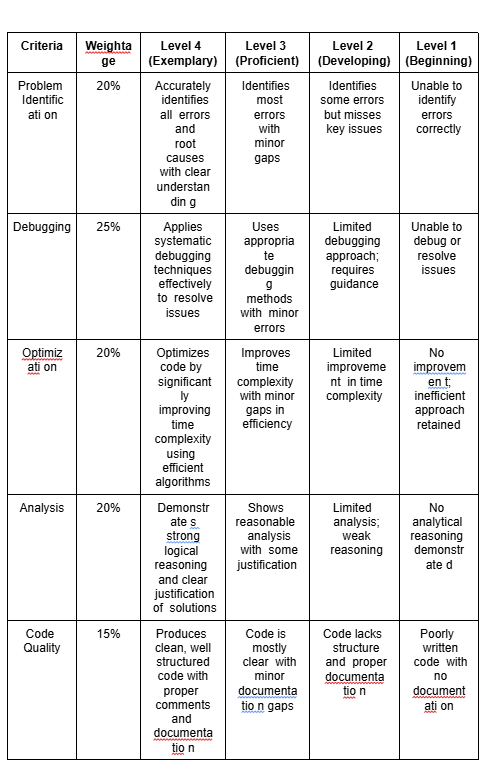 Criteria
Weighta
ge
Level 4
(Exemplary)
Level 3
(Proficient)
Level 2
(Developing)
Level 1
(Beginning)
Problem
Identific
ati on
20%
Accurately
identifies
all errors
and
root
causes
with clear
understan
din g
Identifies
most
errors
with
minor
gaps
Identifies
some errors
but misses
key issues
Unable to
identify
errors
correctly
Debugging
25%
Applies
systematic
debugging
techniques
effectively
to resolve
issues
Uses
appropria
te
debuggin
g
methods
with minor
errors
Limited
debugging
approach;
requires
guidance
Unable to
debug or
resolve
issues
Optimiz
ati on
20%
Optimizes
code by
significant
ly
improving
time
complexity
using
efficient
algorithms
Improves
time
complexity
with minor
gaps in
efficiency
Limited
improveme
nt in time
complexity
No
improvem
en t;
inefficient
approach
retained
Analysis
20%
Demonstr
ate s
strong
logical
reasoning
and clear
justification
of solutions
Shows
reasonable
analysis
with some
justification
Limited
analysis;
weak
reasoning
No
analytical
reasoning
demonstr
ate d
Code
Quality
15%
Produces
clean, well
structured
code with
proper
comments
and
documenta
tio n
Code is
mostly
clear with
minor
documenta
tio n gaps
Code lacks
structure
and proper
documenta
tio n
Poorly
written
code with
no
document
ati on